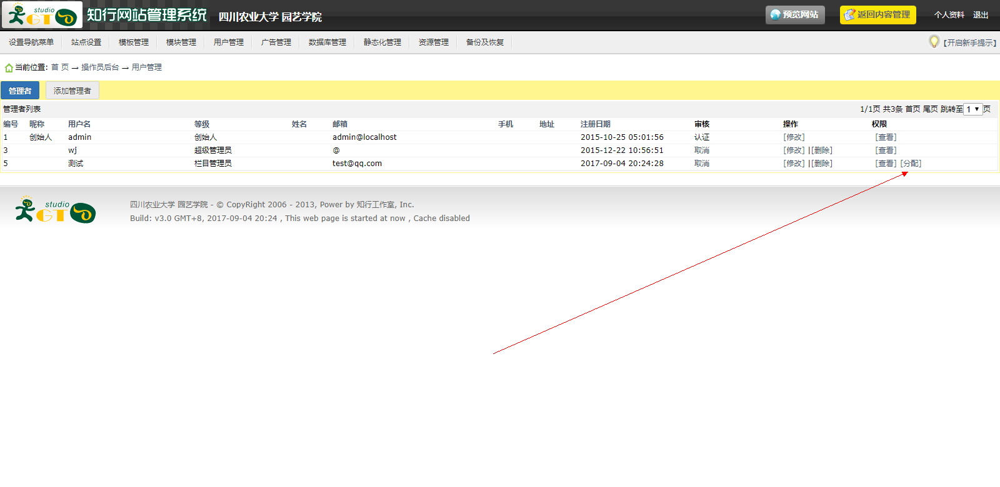 studio GTO 知行网站管理系统 四川农业大学 园艺学院 预览网站 返回内容管理 个人资料 退出
设置导航菜单 站点设置 模板管理 模块管理 用户管理 广告管理 数据库管理 静态化管理 资源管理 备份及恢复 【开启新手提示】
当前位置: 首 页 → 操作员后台 → 用户管理
管理者 添加管理者
管理者列表 1/1页 共3条 首页 尾页 跳转至 1 页
编号 昵称 用户名 等级 姓名 邮箱 手机 地址 注册日期 审核 操作 权限
1 创始人 admin 创始人 admin@localhost 2015-10-25 05:01:56 认证 [修改] [查看]
3 wj 超级管理员 @ 2015-12-22 10:56:51 取消 [修改] |[删除] [查看]
5 测试 栏目管理员 test@qq.com 2017-09-04 20:24:28 取消 [修改] |[删除] [查看] [分配]
studio GTO
四川农业大学 园艺学院 - © CopyRight 2006 - 2013, Power by 知行工作室, Inc.
Build: v3.0 GMT+8, 2017-09-04 20:24 , This web page is started at now , Cache disabled